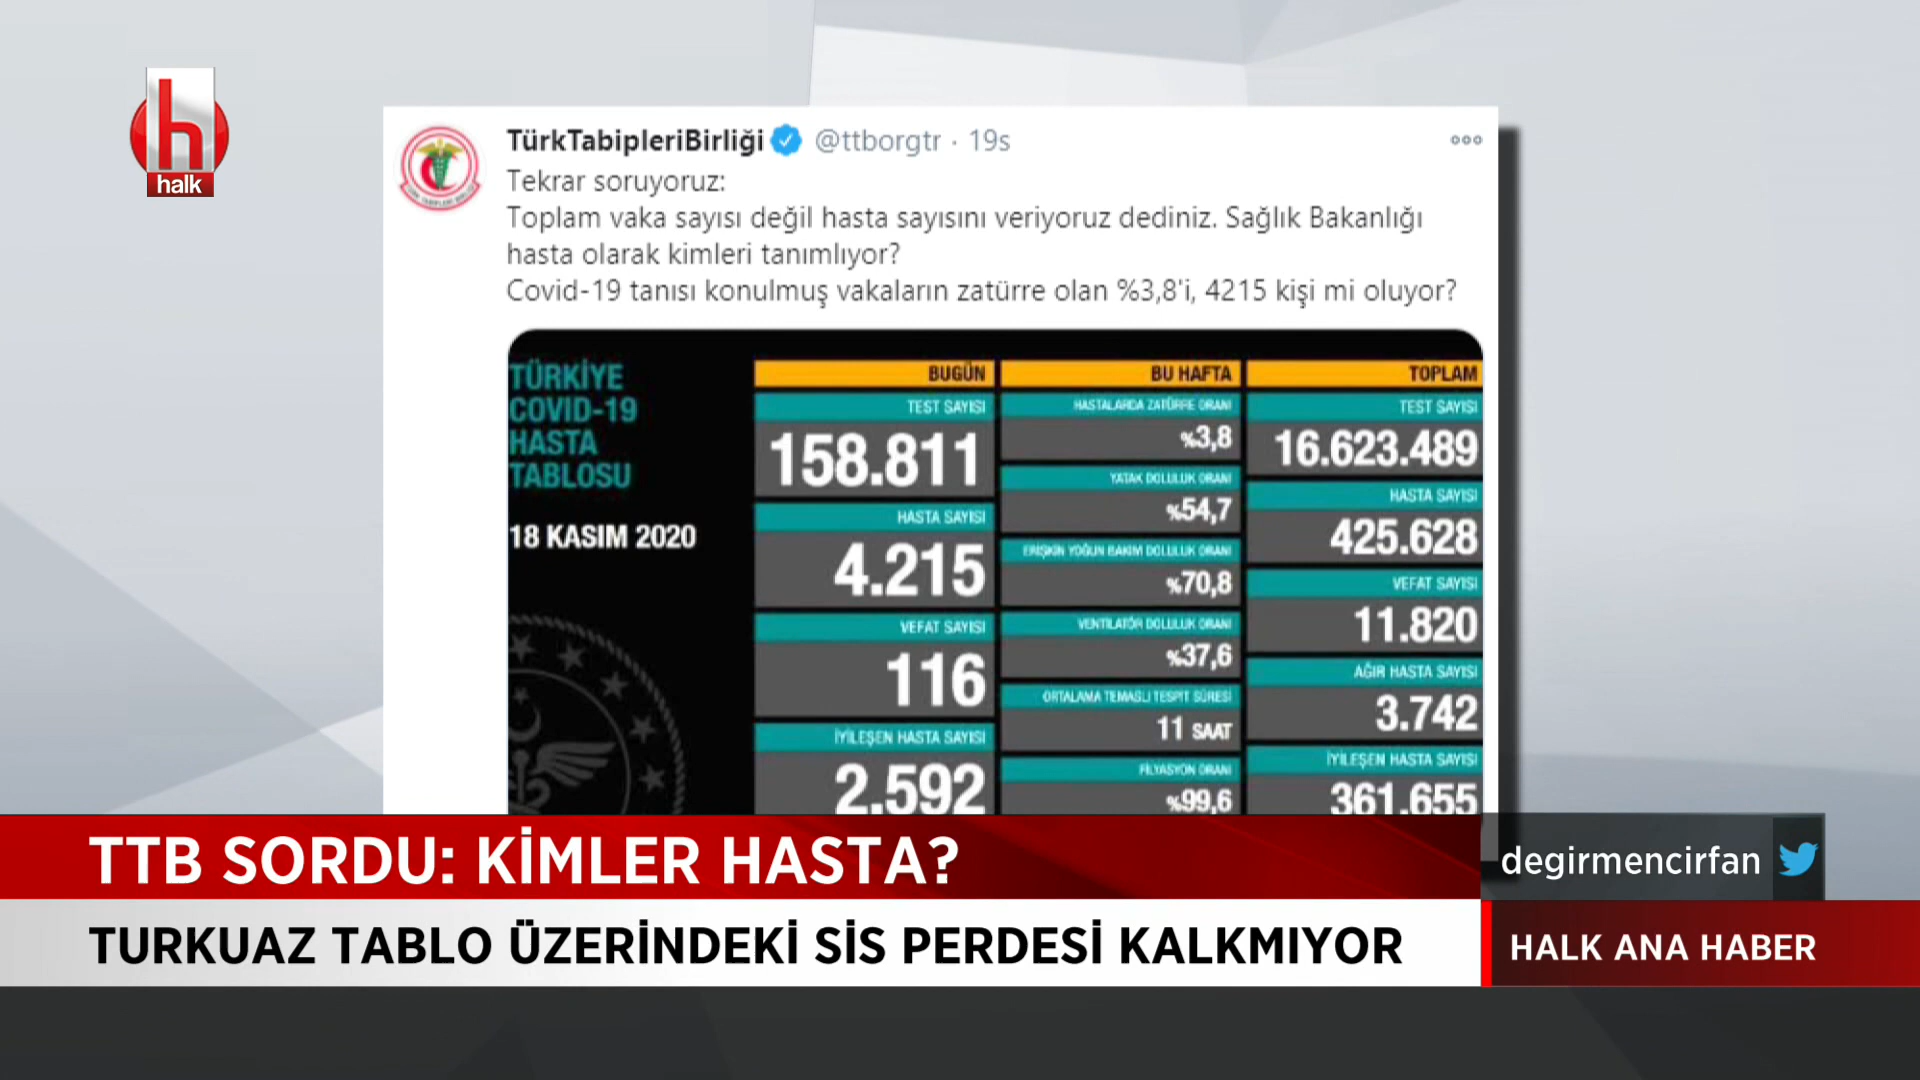 h
halk
TürkTabipleriBirliği @ttborgtr · 19s
Tekrar soruyoruz:
Toplam vaka sayısı değil hasta sayısını veriyoruz dediniz. Sağlık Bakanlığı
hasta olarak kimleri tanımlıyor?
Covid-19 tanısı konulmuş vakaların zatürre olan %3,8'i, 4215 kişi mi oluyor?
TÜRKİYE
COVID-19
HASTA
TABLOSU
18 KASIM 2020
BUGÜN
TEST SAYISI
158.811
HASTA SAYISI
4.215
VEFAT SAYISI
116
İYİLEŞEN HASTA SAYISI
2.592
BU HAFTA
HASTALARDA ZATÜRRE ORANI
%3,8
YATAK DOLULUK ORANI
%54,7
ERİŞKİN YOĞUN BAKIM DOLULUK ORANI
%70,8
VENTİLATÖR DOLULUK ORANI
%37,6
ORTALAMA TEMASLI TESPİT SÜRESİ
11 SAAT
FİLYASYON ORANI
%99,6
TOPLAM
TEST SAYISI
16.623.489
HASTA SAYISI
425.628
VEFAT SAYISI
11.820
AĞIR HASTA SAYISI
3.742
İYİLEŞEN HASTA SAYISI
361.655
TTB SORDU: KİMLER HASTA?
degirmencirfan
TURKUAZ TABLO ÜZERİNDEKİ SİS PERDESİ KALKMIYOR
HALK ANA HABER